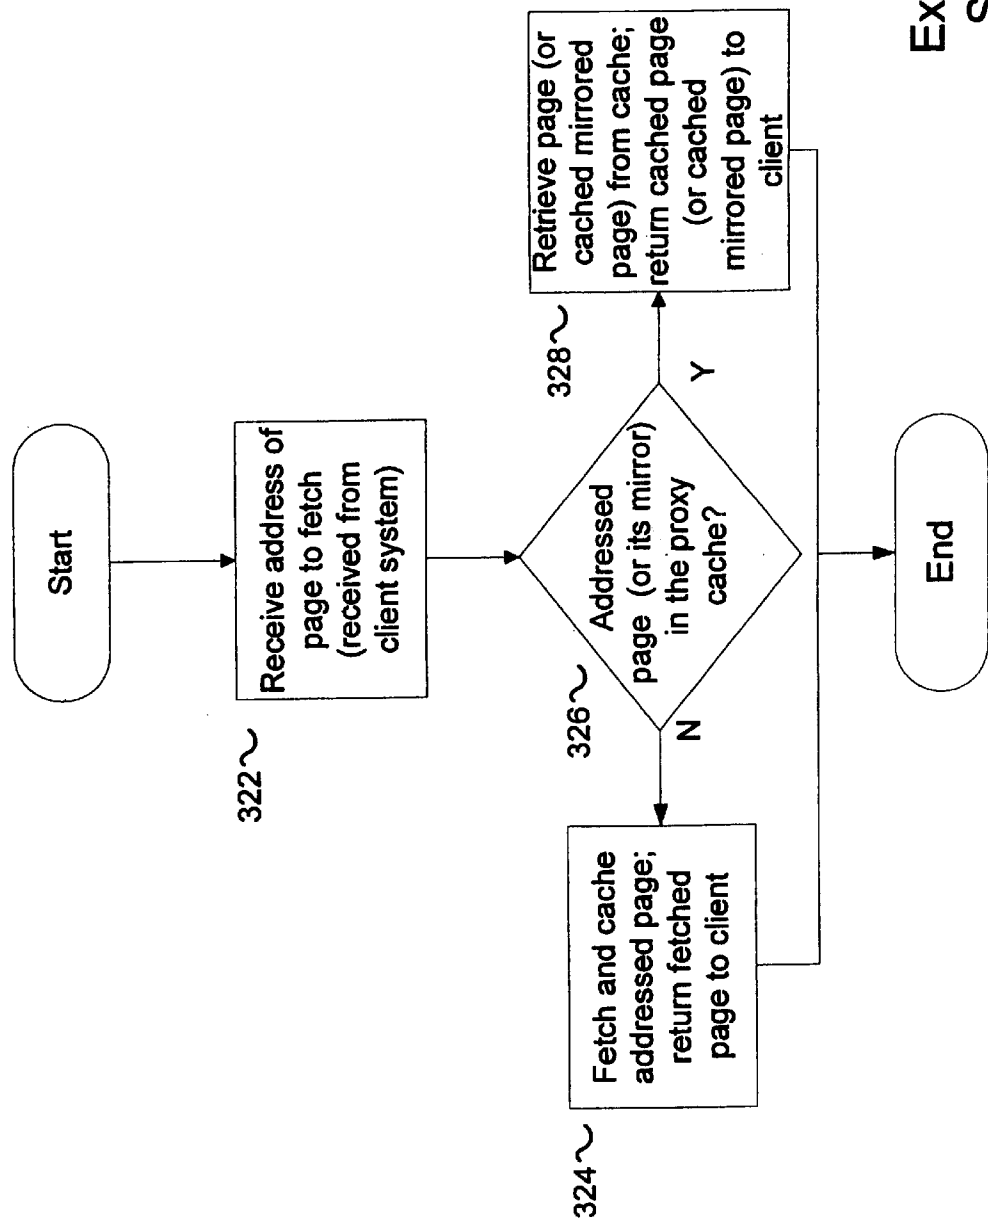 Start
322
Receive address of
page to fetch
(received from
client system)
326
Addressed
page (or its mirror)
in the proxy
cache?
N
Y
324
Fetch and cache
addressed page;
return fetched
page to client
328
Retrieve page (or
cached mirrored
page) from cache;
return cached page
(or cached
mirrored page) to
client
End
Ex